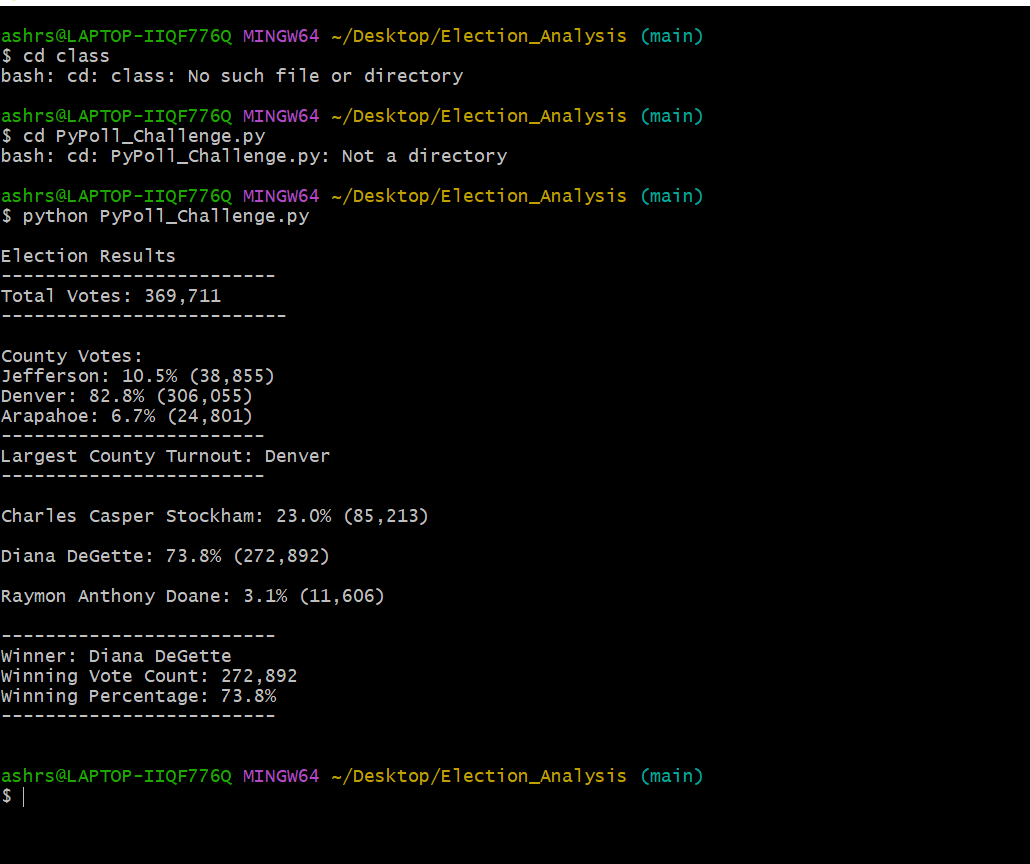 ashrs@LAPTOP-IIQF776Q MINGW64 ~/Desktop/Election_Analysis (main)
$ cd class
bash: cd: class: No such file or directory
ashrs@LAPTOP-IIQF776Q MINGW64 ~/Desktop/Election_Analysis (main)
$ cd PyPoll_Challenge.py
bash: cd: PyPoll_Challenge.py: Not a directory
ashrs@LAPTOP-IIQF776Q MINGW64 ~/Desktop/Election_Analysis (main)
$ python PyPoll_Challenge.py
Election Results
-------------------------
Total Votes: 369,711
--------------------------
County Votes:
Jefferson: 10.5% (38,855)
Denver: 82.8% (306,055)
Arapahoe: 6.7% (24,801)
------------------------
Largest County Turnout: Denver
------------------------
Charles Casper Stockham: 23.0% (85,213)
Diana DeGette: 73.8% (272,892)
Raymon Anthony Doane: 3.1% (11,606)
-------------------------
Winner: Diana DeGette
Winning Vote Count: 272,892
Winning Percentage: 73.8%
-------------------------
ashrs@LAPTOP-IIQF776Q MINGW64 ~/Desktop/Election_Analysis (main)
$